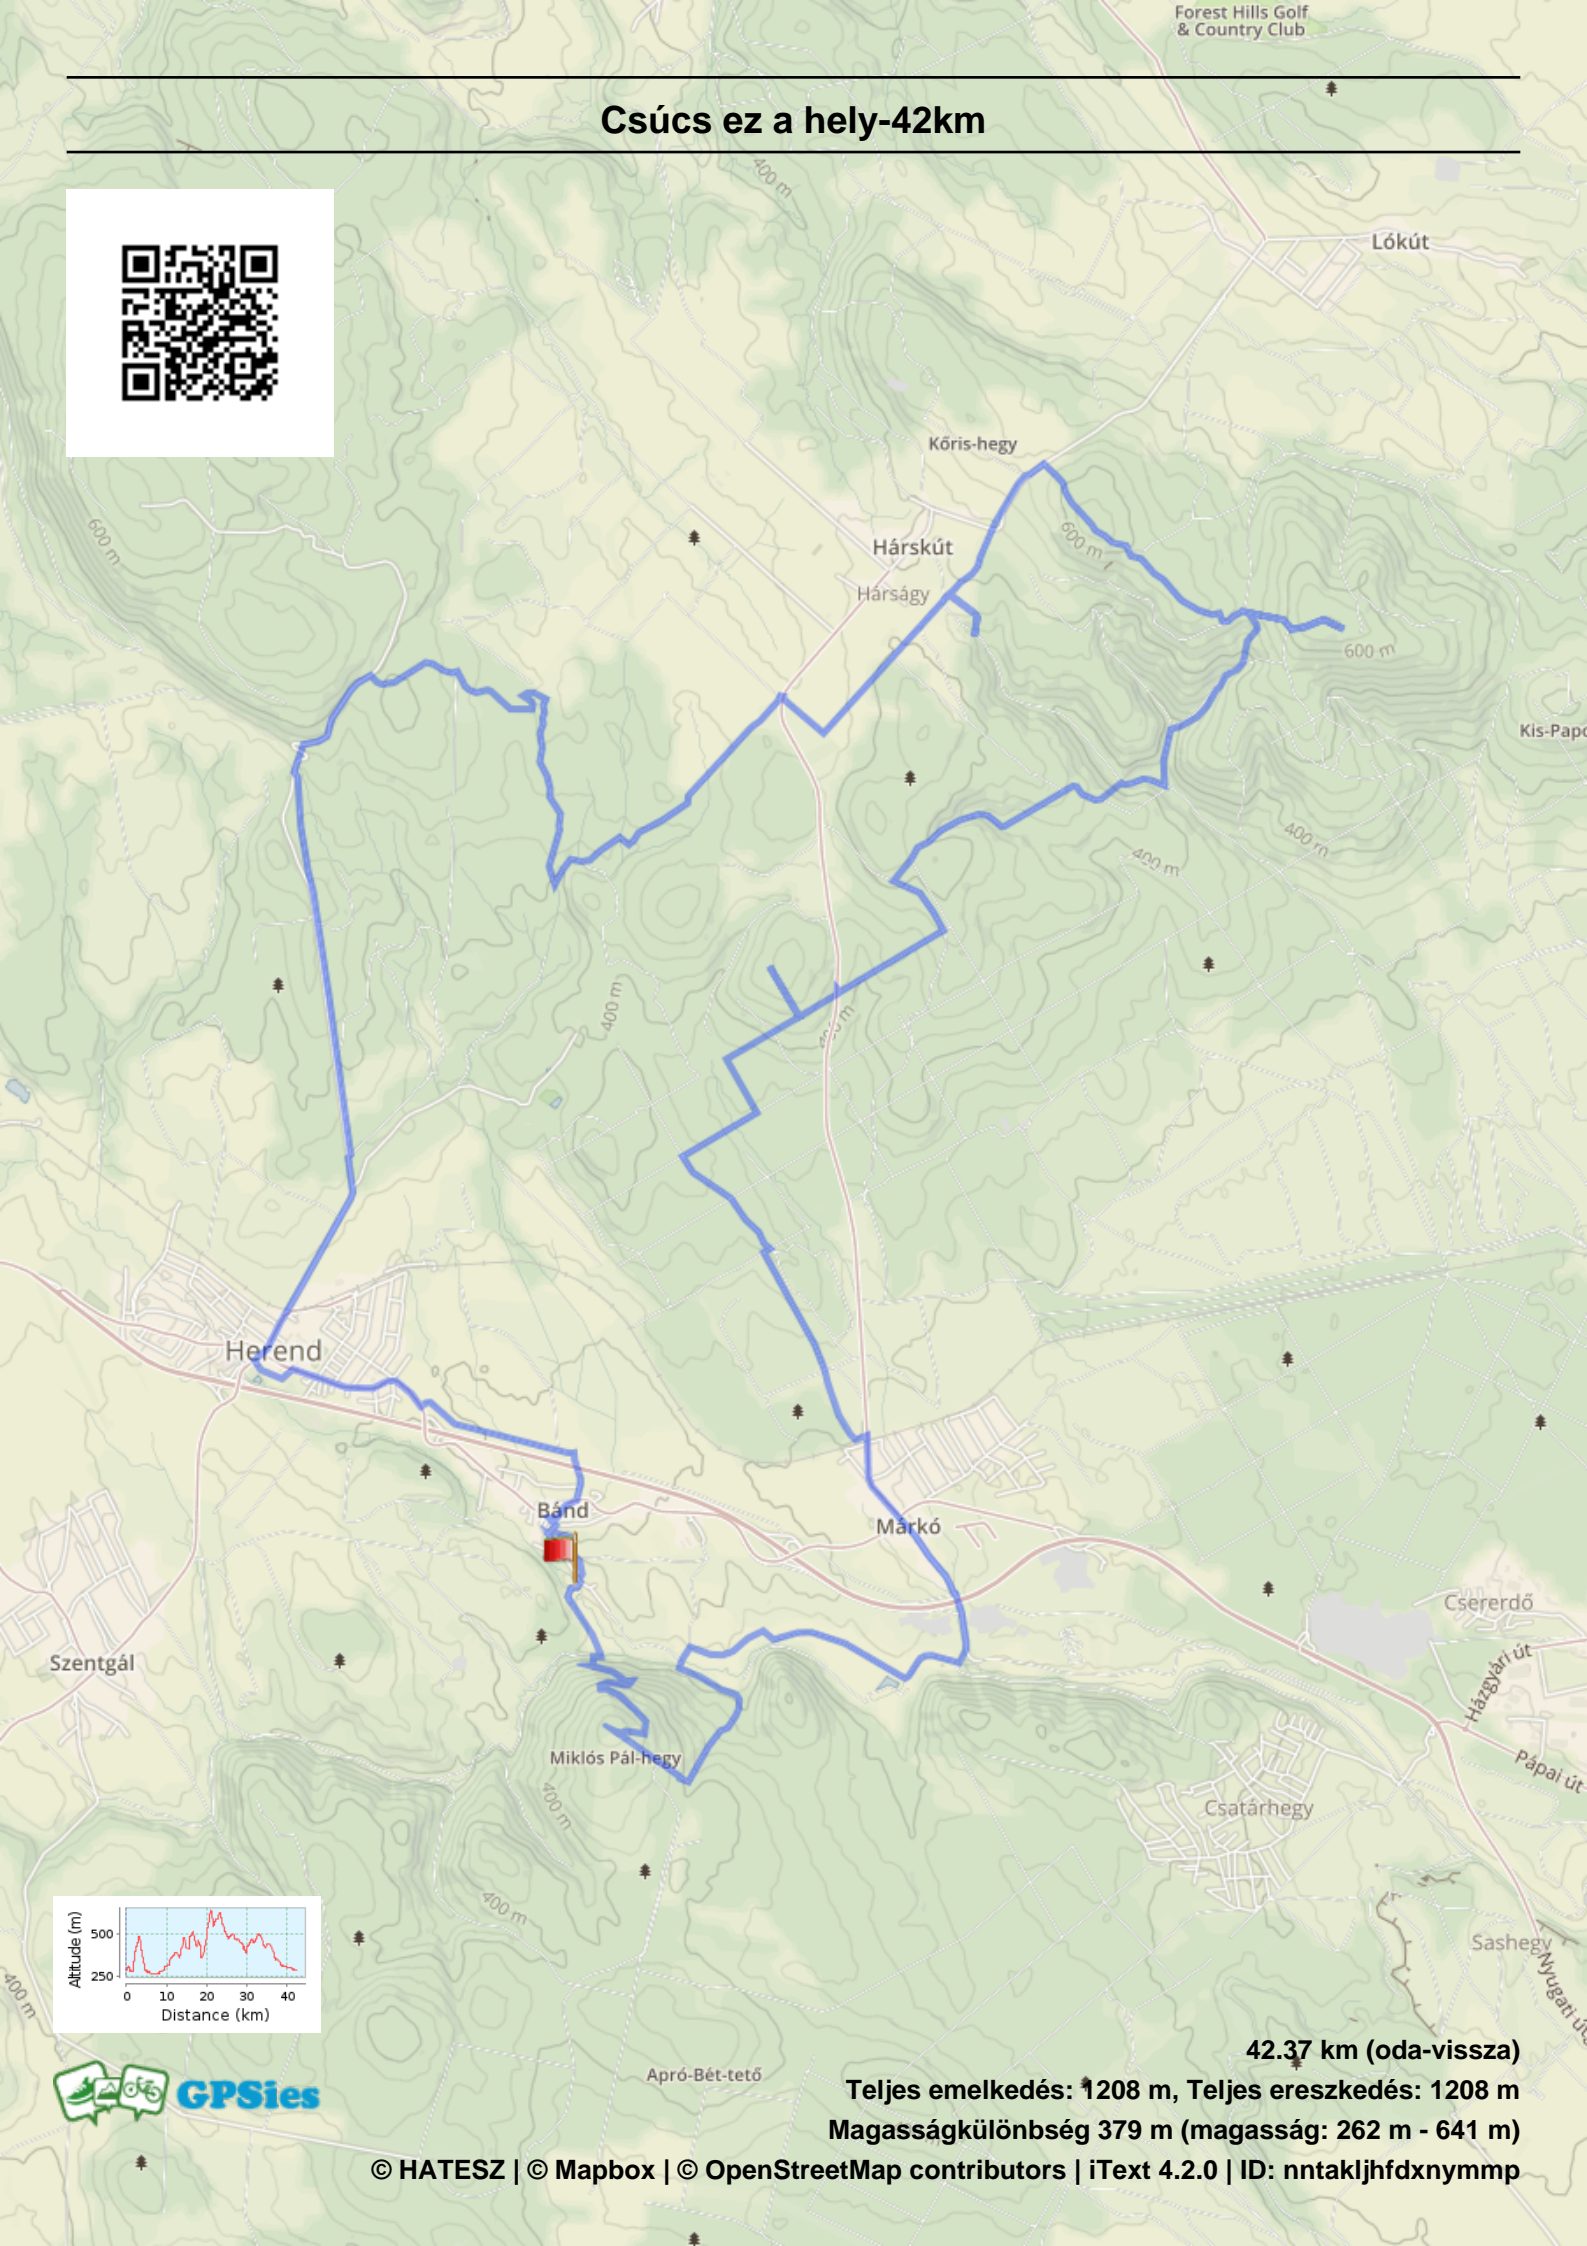 Forest Hills Golf
& Country Club
Csúcs ez a hely-42km
400 m
Lókút
Kőris-hegy
600 m
600 m
Hárskút
Hárságy
600 m
Kis-Papo
400 m
400 m
400 m
Herend
Bánd
Márkó
Csererdő
Szentgál
Házgyári út
Miklós Pál-hegy
Pápai út
400 m
Csatárhegy
400 m
Sashegy
Nyugati út
400 m
Altitude (m)
500
250
0 10 20 30 40
Distance (km)
GPSies
Apró-Bét-tető
42.37 km (oda-vissza)
Teljes emelkedés: 1208 m, Teljes ereszkedés: 1208 m
Magasságkülönbség 379 m (magasság: 262 m - 641 m)
© HATESZ | © Mapbox | © OpenStreetMap contributors | iText 4.2.0 | ID: nntakljhfdxnymmp